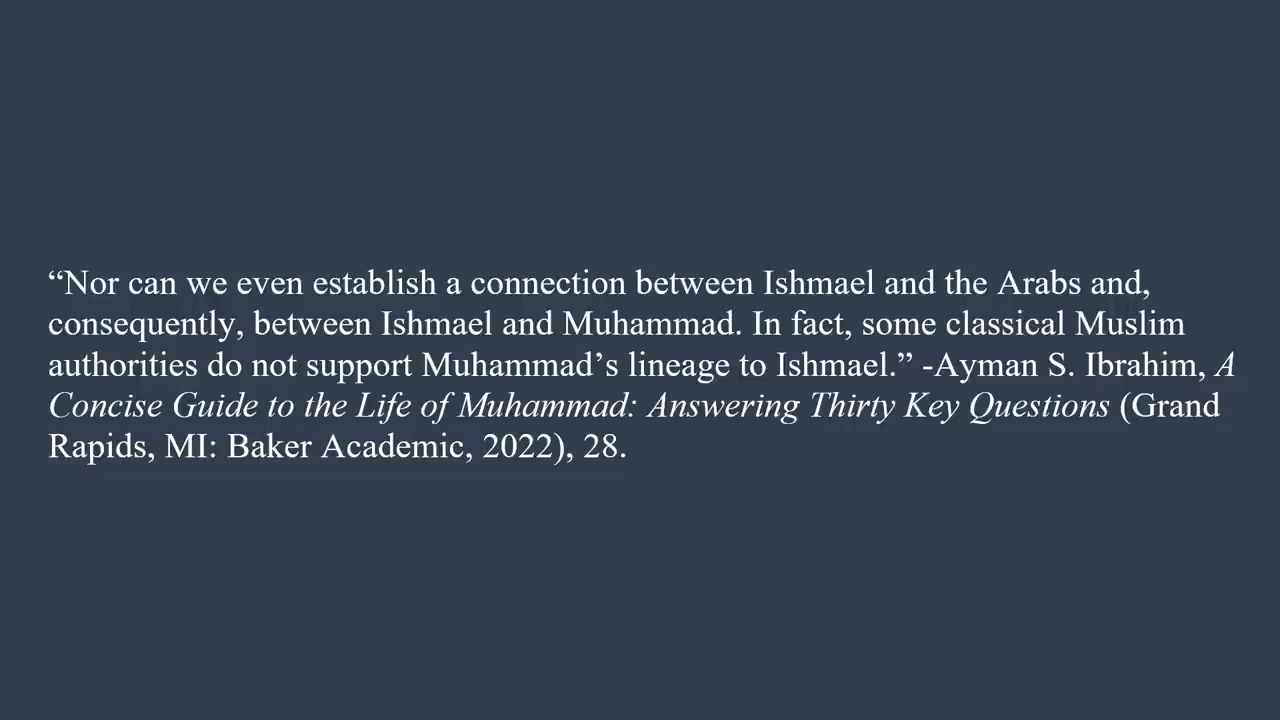 “Nor can we even establish a connection between Ishmael and the Arabs and,
consequently, between Ishmael and Muhammad. In fact, some classical Muslim
authorities do not support Muhammad’s lineage to Ishmael.” -Ayman S. Ibrahim, A
Concise Guide to the Life of Muhammad: Answering Thirty Key Questions (Grand
Rapids, MI: Baker Academic, 2022), 28.